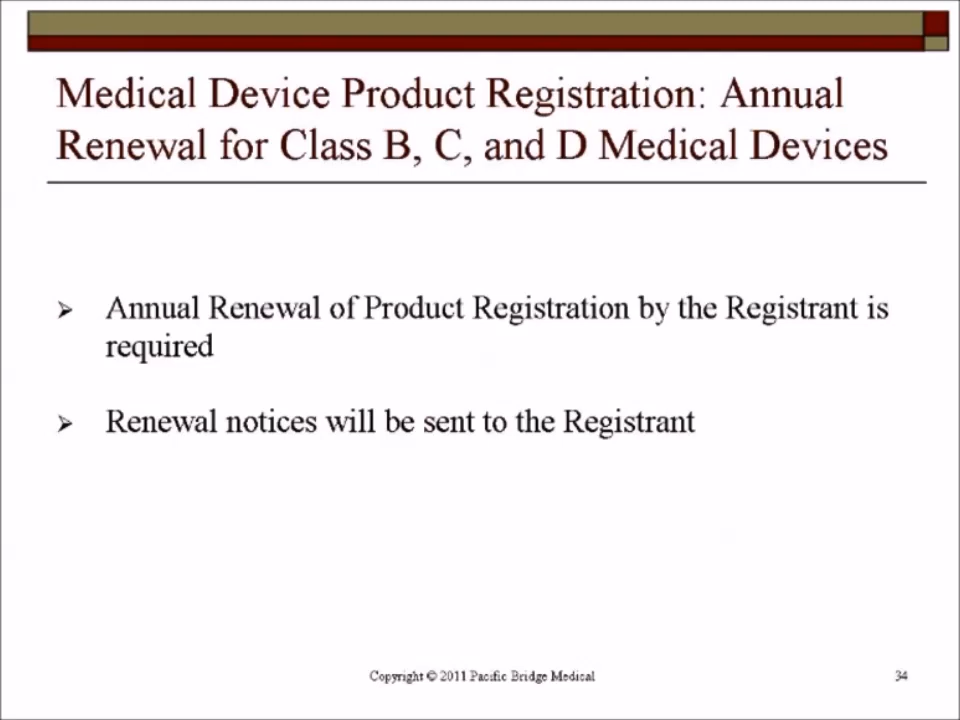 Medical Device Product Registration: Annual
Renewal for Class B, C, and D Medical Devices
Annual Renewal of Product Registration by the Registrant is
required
Renewal notices will be sent to the Registrant
Copyright © 2011 Pacific Bridge Medical
34